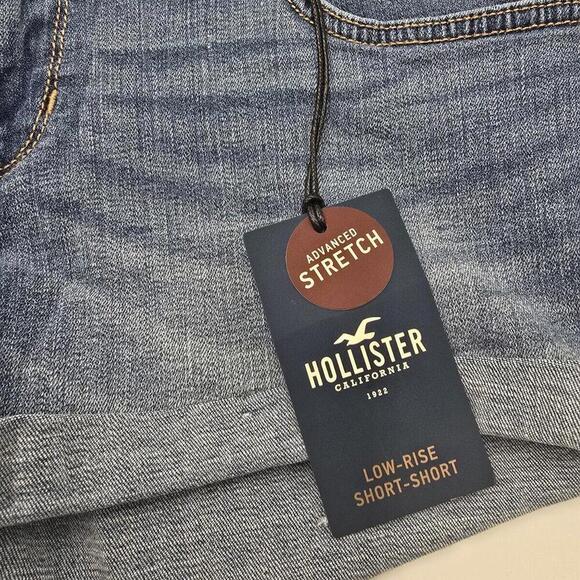 ADVANCED
STRETCH
HOLLISTER
CALIFORNIA
1922
LOW-RISE
SHORT-SHORT